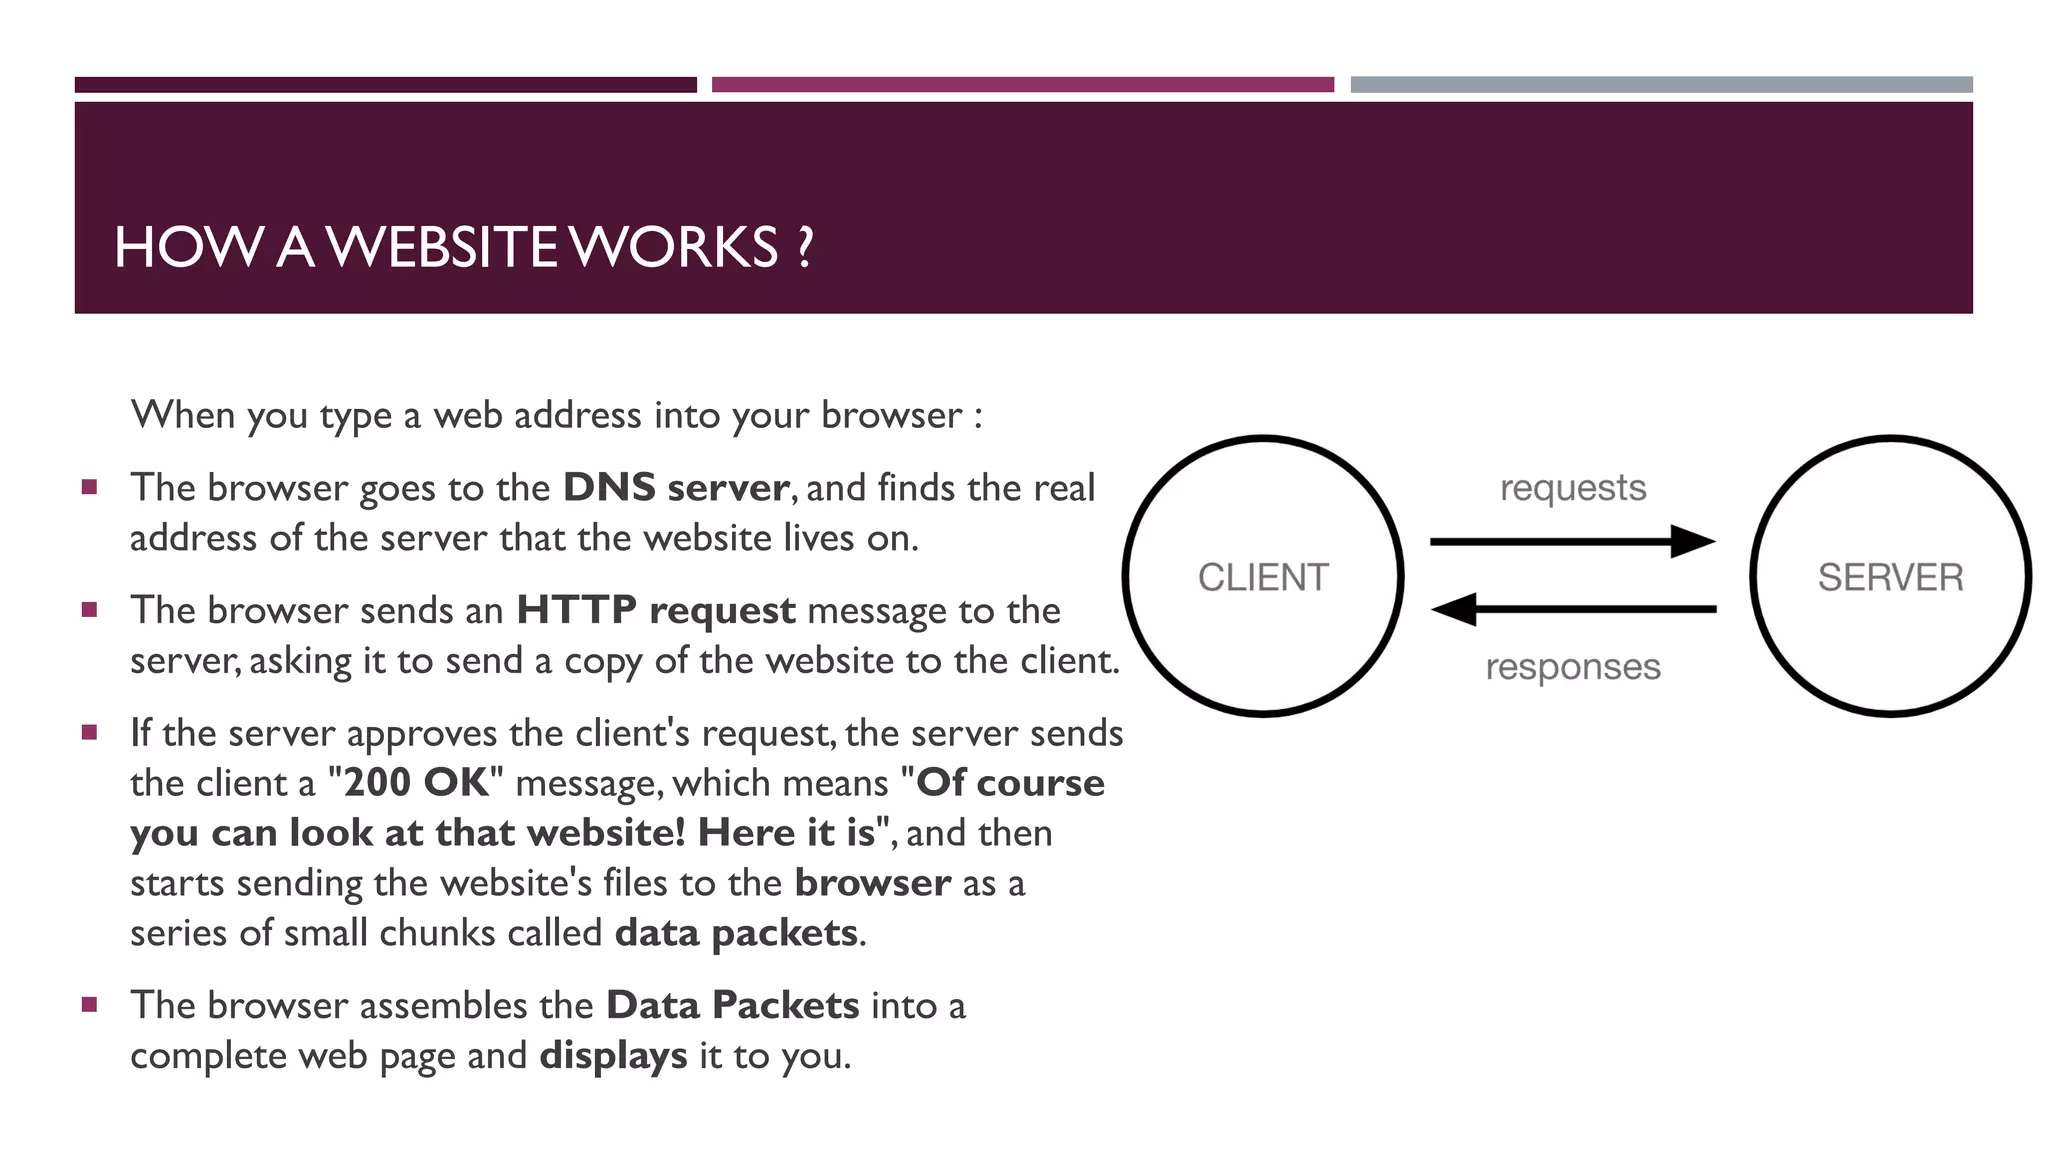 HOW A WEBSITE WORKS ?
When you type a web address into your browser :
The browser goes to the DNS server, and finds the real
address of the server that the website lives on.
The browser sends an HTTP request message to the
server, asking it to send a copy of the website to the client.
If the server approves the client's request, the server sends
the client a "200 OK" message, which means "Of course
you can look at that website! Here it is", and then
starts sending the website's files to the browser as a
series of small chunks called data packets.
The browser assembles the Data Packets into a
complete web page and displays it to you.
CLIENT
requests
responses
SERVER